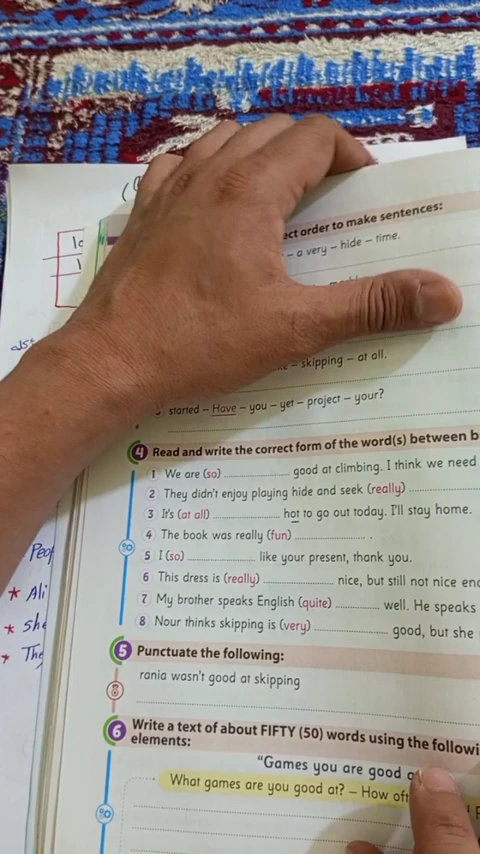 ect order to make sentences:
– a very – hide – time.
– skipping – at all.
started – Have – you – yet – project – your?
4 Read and write the correct form of the word(s) between b
1 We are (so) ............ good at climbing. I think we need
2 They didn't enjoy playing hide and seek (really) ............
3 It's (at all) ............ hot to go out today. I'll stay home.
4 The book was really (fun) ............ .
5 I (so) ............ like your present, thank you.
6 This dress is (really) ............ nice, but still not nice en
7 My brother speaks English (quite) ............ well. He speaks
8 Nour thinks skipping is (very) ............ good, but she
5 Punctuate the following:
rania wasn't good at skipping
6 Write a text of about FIFTY (50) words using the followi
elements:
"Games you are good
What games are you good at? – How oft
Peop
* Ali
* she
* The